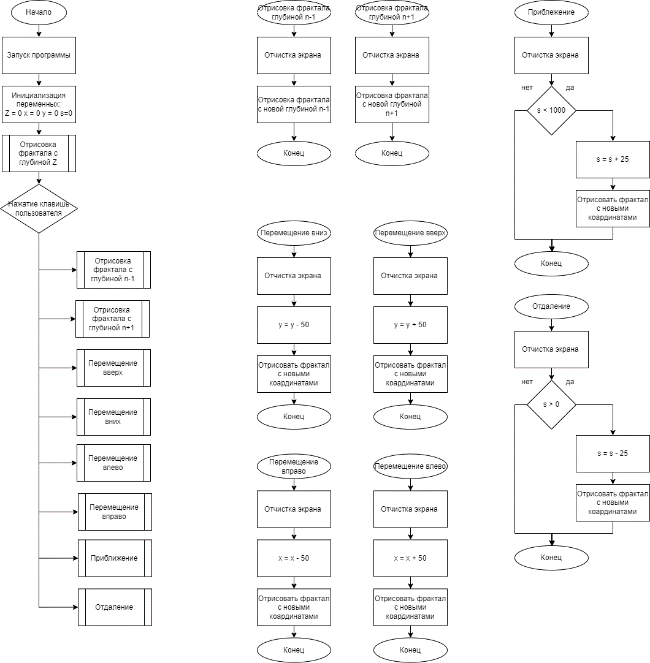 Начало
Запуск программы
Инициализация
переменных:
Z = 0 x = 0 y = 0 s=0
Отрисовка
фрактала с
глубиной Z
Нажатие клавишь
пользователя
Отрисовка
фрактала с
глубиной n-1
Отрисовка
фрактала с
глубиной n+1
Перемещение
вверх
Перемещение
вних
Перемещение
влево
Перемещение
вправо
Приближение
Отдаление
Отрисовка фрактала
глубиной n-1
Отчистка экрана
Отрисовка фрактала
с новой глубиной n-1
Конец
Отрисовка фрактала
глубиной n+1
Отчистка экрана
Отрисовка фрактала
с новой глубиной
n+1
Конец
Перемещение вниз
Отчистка экрана
y = y - 50
Отрисовать фрактал
с новыми
координатами
Конец
Перемещение вверх
Отчистка экрана
y = y + 50
Отрисовать фрактал
с новыми
координатами
Конец
Перемещение
вправо
Отчистка экрана
x = x - 50
Отрисовать фрактал
с новыми
координатами
Конец
Перемещение влево
Отчистка экрана
x = x + 50
Отрисовать фрактал
с новыми
координатами
Конец
Приблежение
Отчистка экрана
нет
да
s < 1000
s = s + 25
Отрисовать фрактал
с новыми
координатами
Конец
Отдаление
Отчистка экрана
нет
да
s > 0
s = s - 25
Отрисовать фрактал
с новыми
координатами
Конец